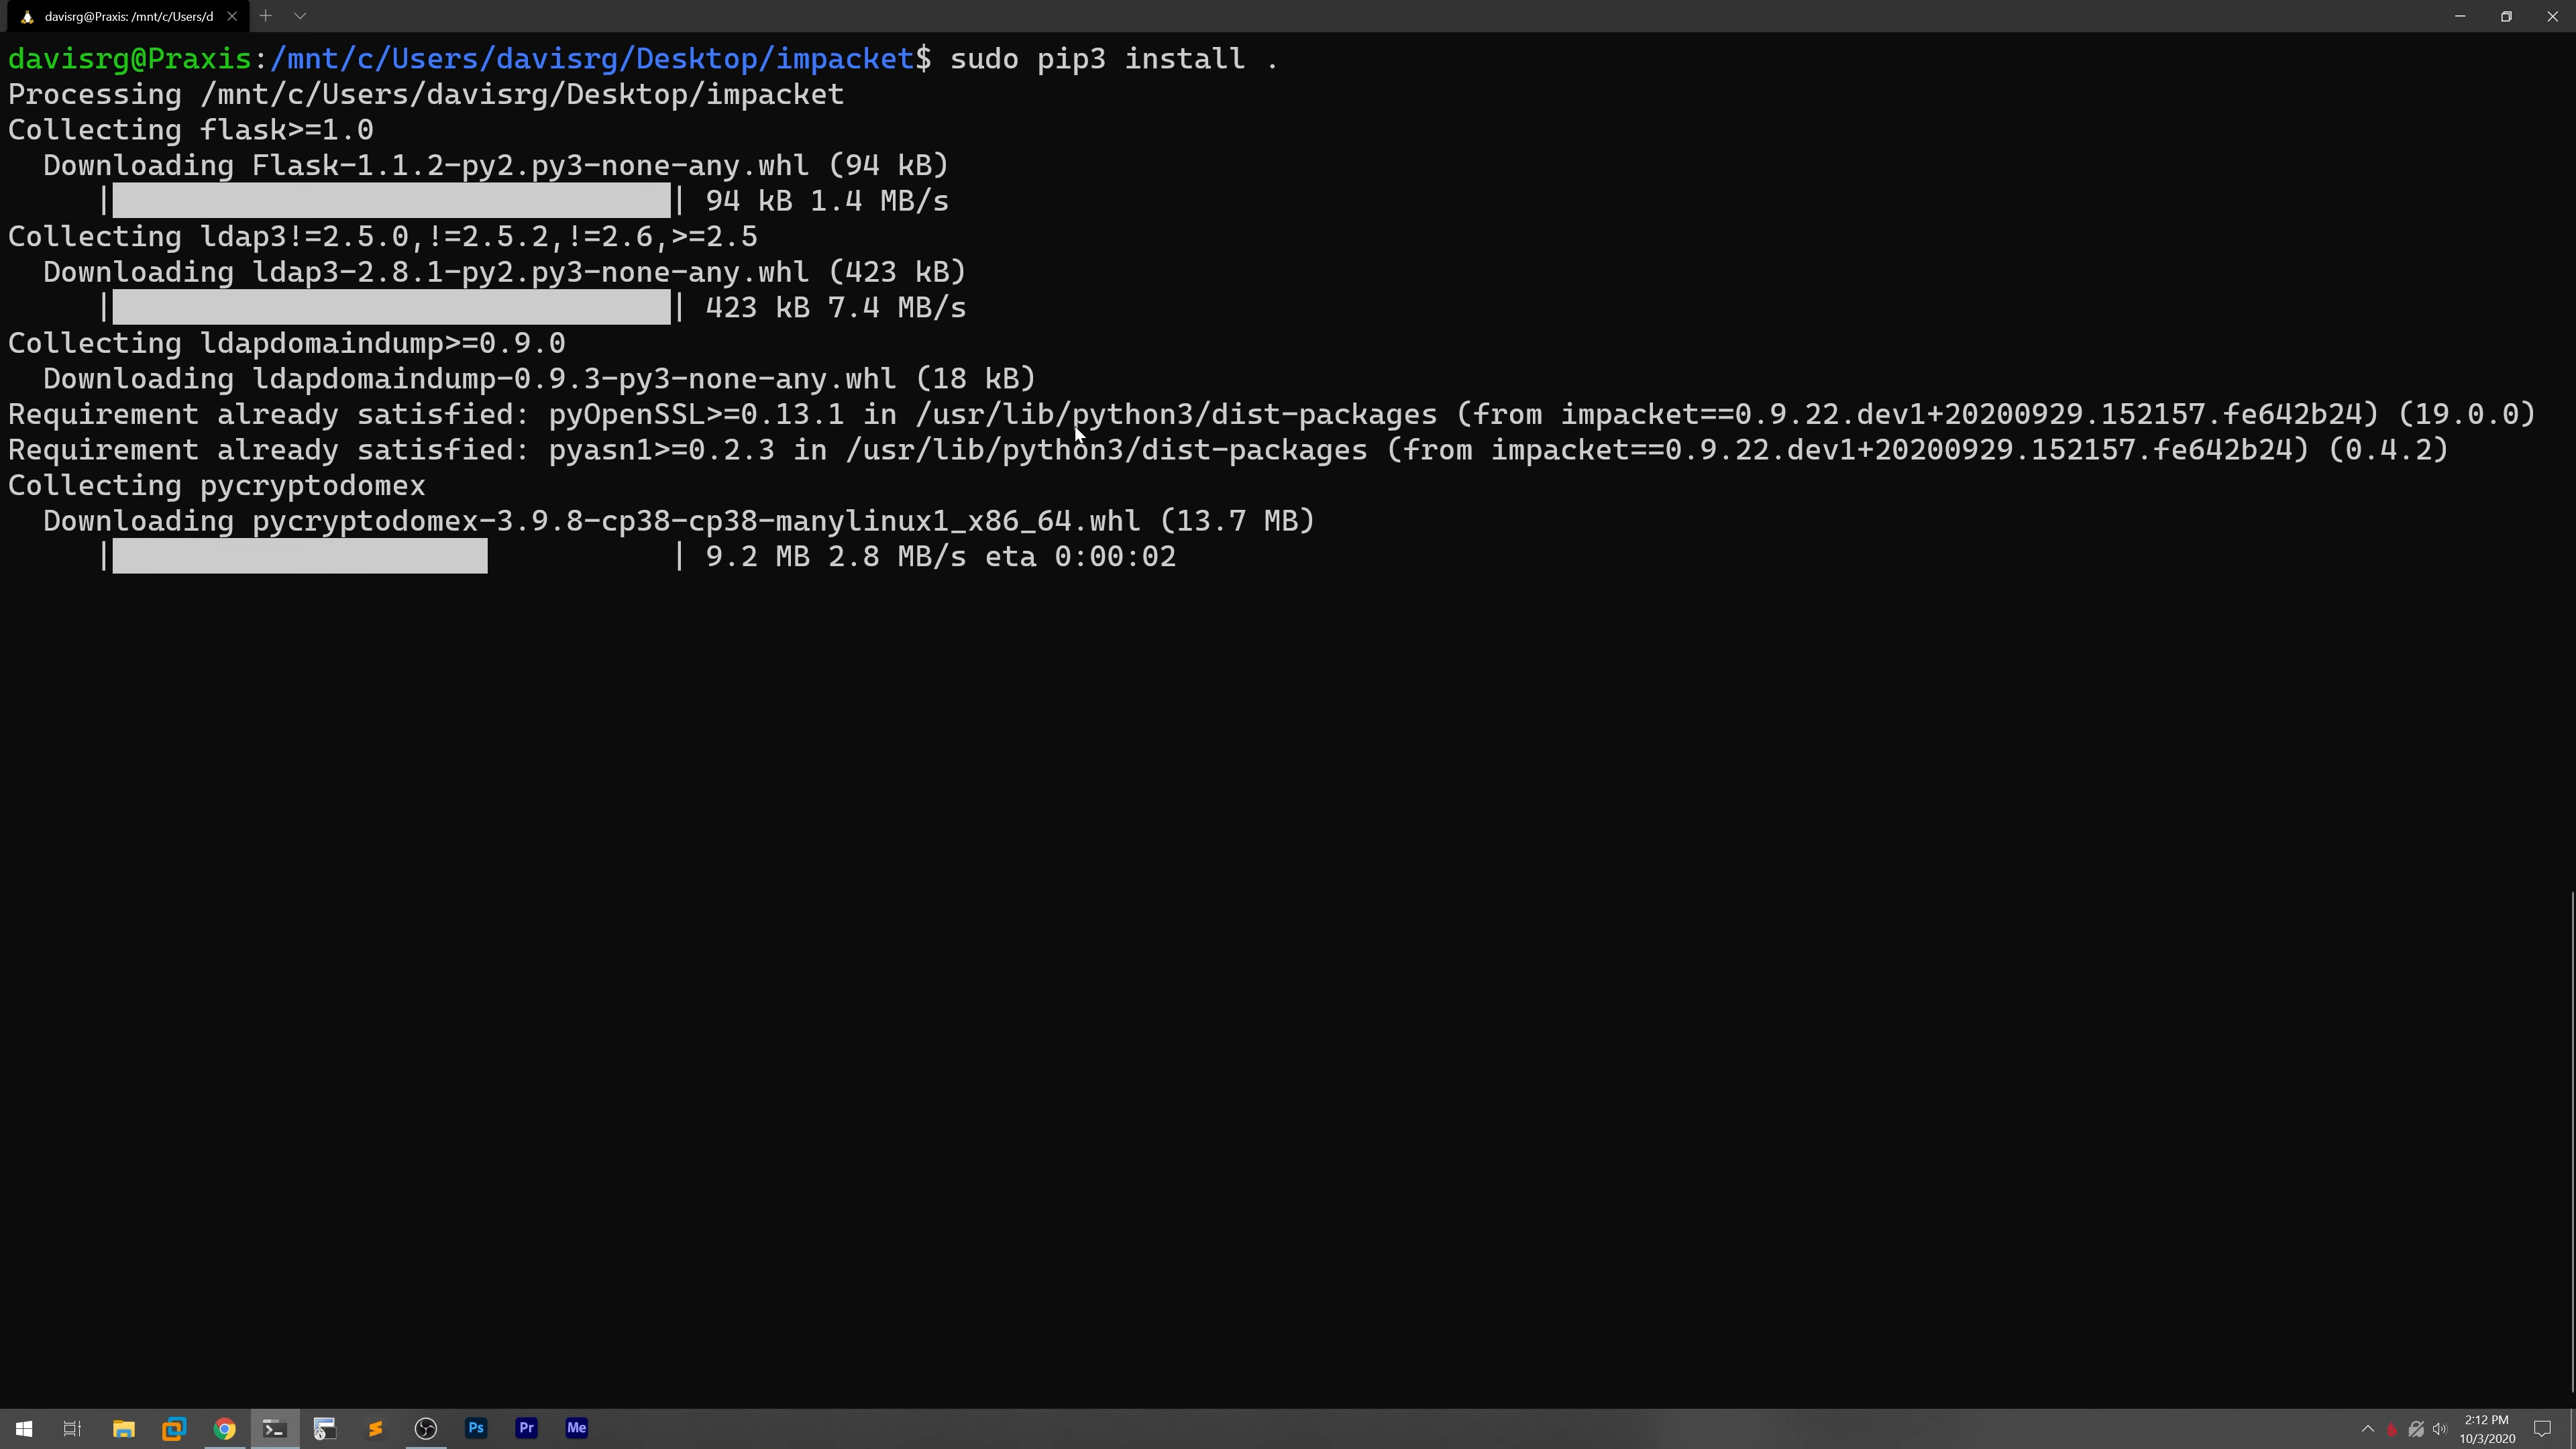 davisrg@Praxis: /mnt/c/Users/d
davisrg@Praxis:/mnt/c/Users/davisrg/Desktop/impacket$ sudo pip3 install .
Processing /mnt/c/Users/davisrg/Desktop/impacket
Collecting flask>=1.0
Downloading Flask-1.1.2-py2.py3-none-any.whl (94 kB)
|████████████████████████████████| 94 kB 1.4 MB/s
Collecting ldap3!=2.5.0,!=2.5.2,!=2.6,>=2.5
Downloading ldap3-2.8.1-py2.py3-none-any.whl (423 kB)
|████████████████████████████████| 423 kB 7.4 MB/s
Collecting ldapdomaindump>=0.9.0
Downloading ldapdomaindump-0.9.3-py3-none-any.whl (18 kB)
Requirement already satisfied: pyOpenSSL>=0.13.1 in /usr/lib/python3/dist-packages (from impacket==0.9.22.dev1+20200929.152157.fe642b24) (19.0.0)
Requirement already satisfied: pyasn1>=0.2.3 in /usr/lib/python3/dist-packages (from impacket==0.9.22.dev1+20200929.152157.fe642b24) (0.4.2)
Collecting pycryptodomex
Downloading pycryptodomex-3.9.8-cp38-cp38-manylinux1_x86_64.whl (13.7 MB)
|█████████████████████▌          | 9.2 MB 2.8 MB/s eta 0:00:02
Ps Pr Me
2:12 PM
10/3/2020